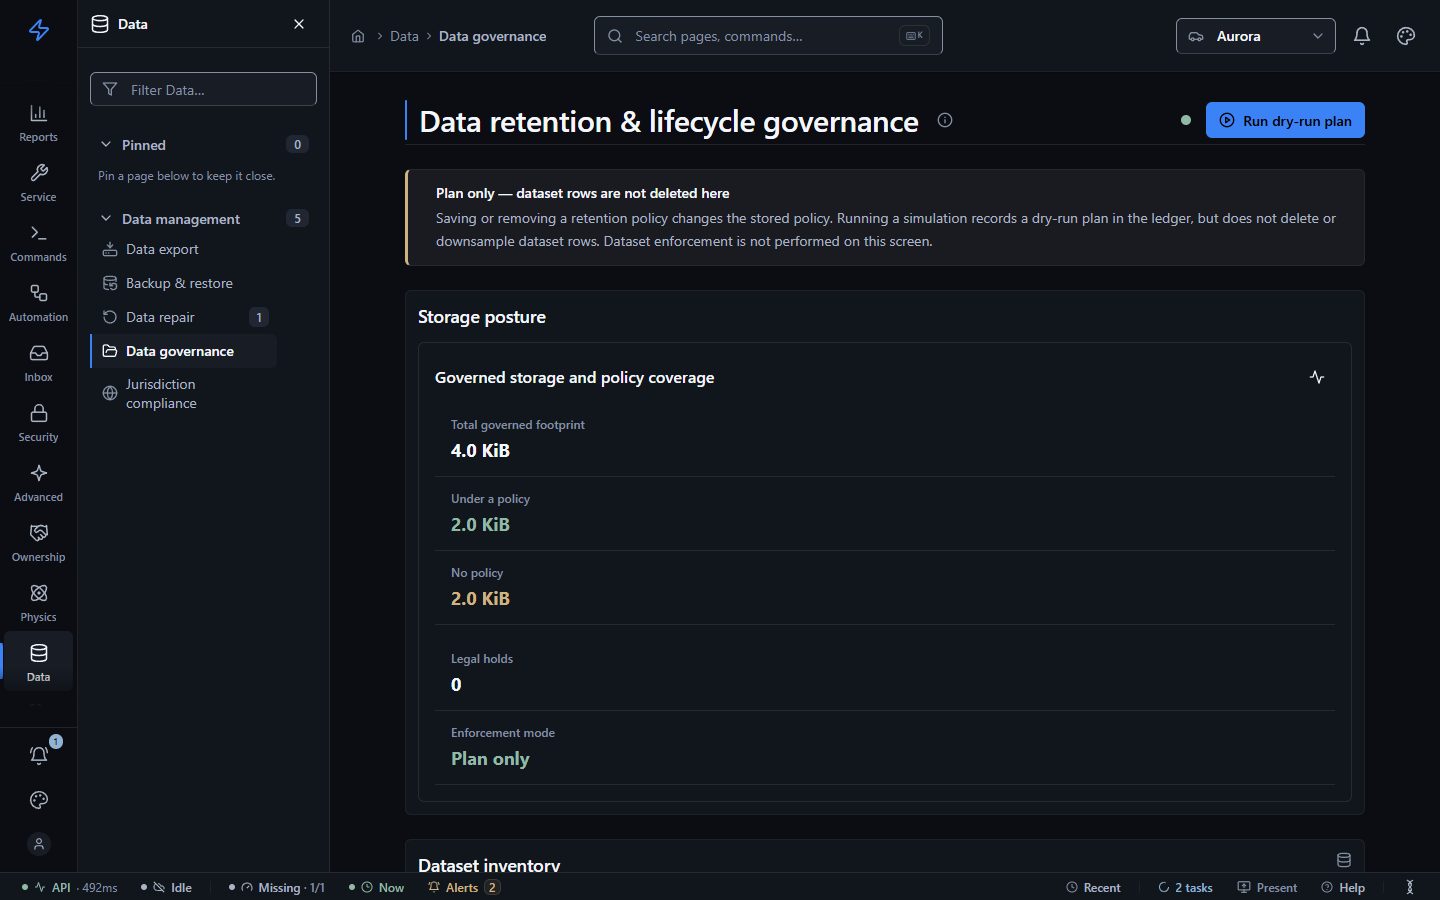 Data
Data
Data governance
Search pages, commands...
K
Aurora
Filter Data...
Reports
Service
Commands
Automation
Inbox
Security
Advanced
Ownership
Physics
Data
1
Pinned
0
Pin a page below to keep it close.
Data management
5
Data export
Backup & restore
Data repair
1
Data governance
Jurisdiction
compliance
Data retention & lifecycle governance
Run dry-run plan
Plan only — dataset rows are not deleted here
Saving or removing a retention policy changes the stored policy. Running a simulation records a dry-run plan in the ledger, but does not delete or
downsample dataset rows. Dataset enforcement is not performed on this screen.
Storage posture
Governed storage and policy coverage
Total governed footprint
4.0 KiB
Under a policy
2.0 KiB
No policy
2.0 KiB
Legal holds
0
Enforcement mode
Plan only
Dataset inventory
API · 492ms
Idle
Missing · 1/1
Now
Alerts 2
Recent
2 tasks
Present
Help